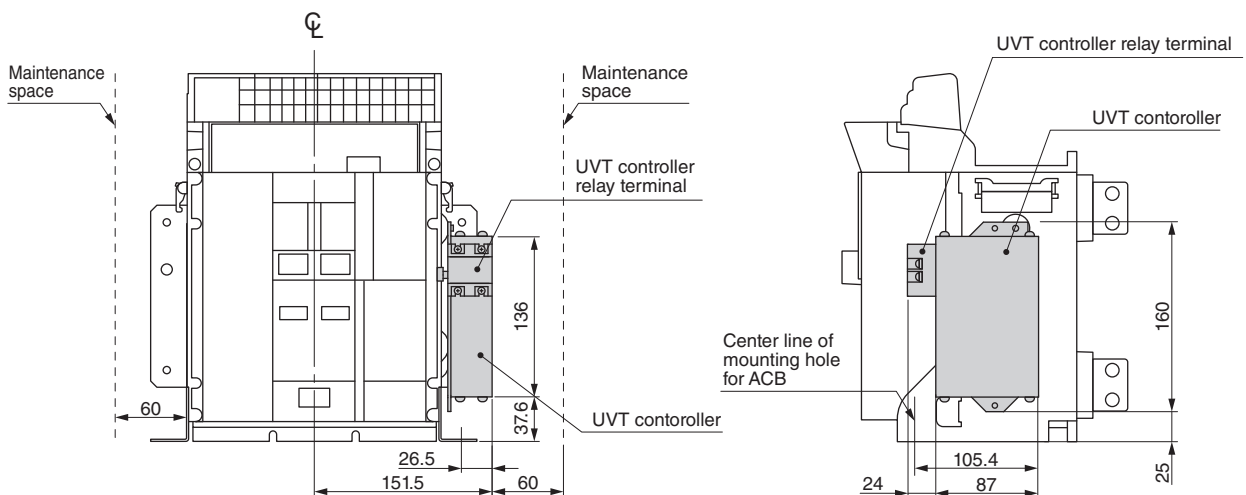 ℄
Maintenance
space
Maintenance
space
UVT controller
relay terminal
136
37.6
UVT contoroller
60
26.5
151.5
60
UVT controller relay terminal
UVT contoroller
Center line of
mounting hole
for ACB
160
25
105.4
24
87